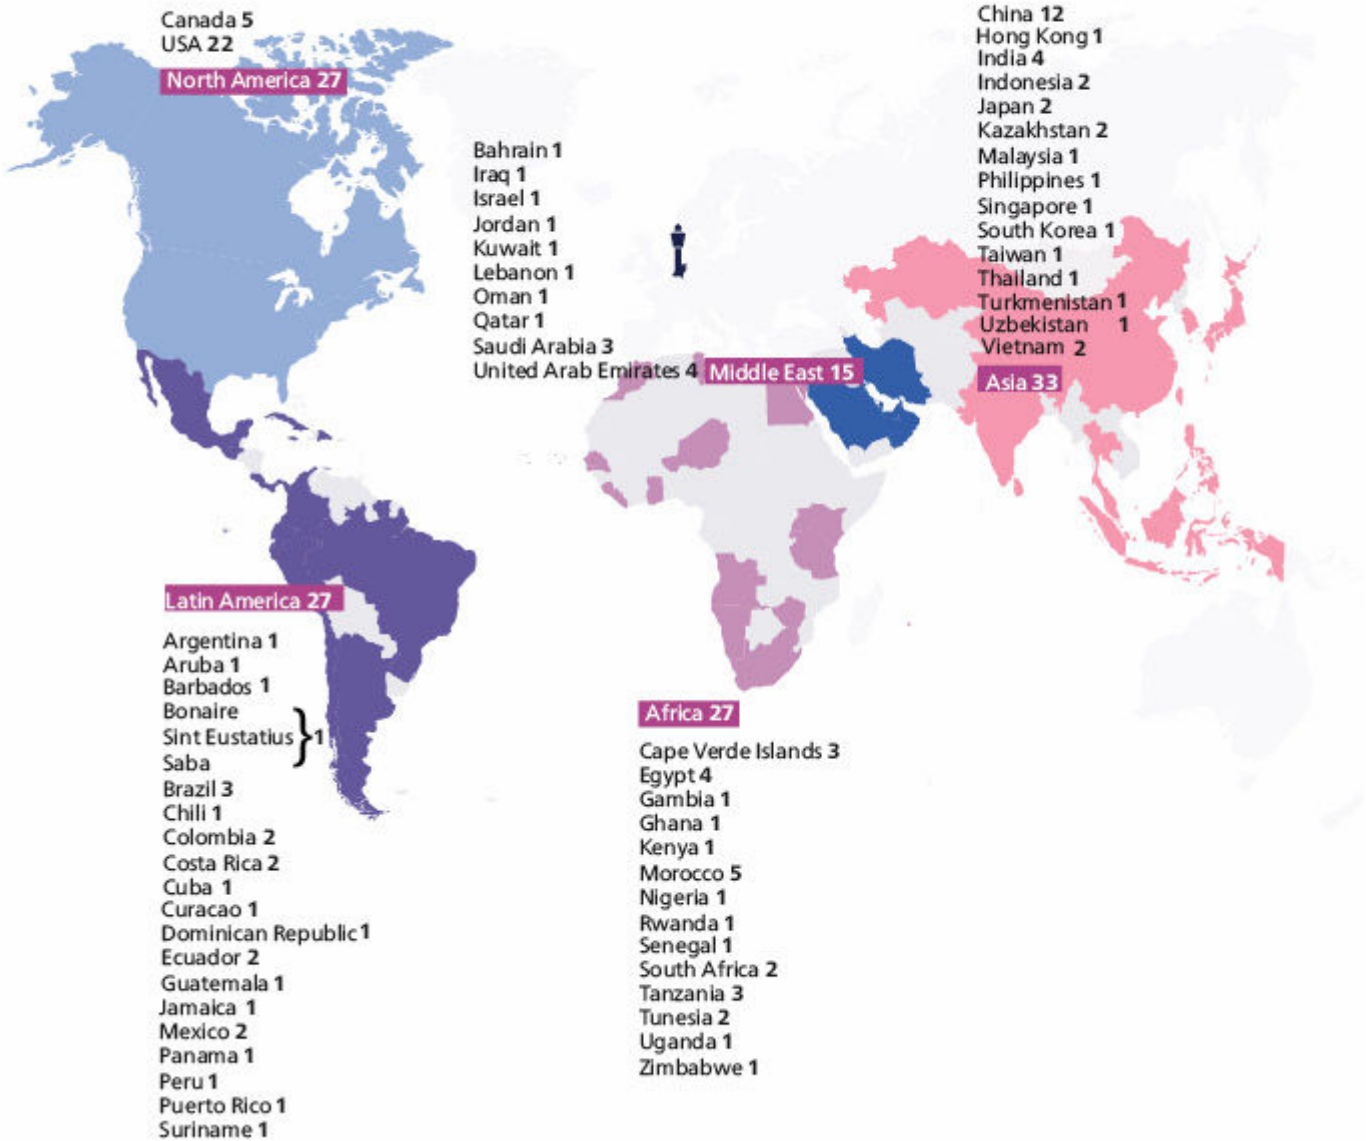 Canada 5
USA 22
North America 27
Bahrain 1
Iraq 1
Israel 1
Jordan 1
Kuwait 1
Lebanon 1
Oman 1
Qatar 1
Saudi Arabia 3
United Arab Emirates 4
Middle East 15
China 12
Hong Kong 1
India 4
Indonesia 2
Japan 2
Kazakhstan 2
Malaysia 1
Philippines 1
Singapore 1
South Korea 1
Taiwan 1
Thailand 1
Turkmenistan 1
Uzbekistan 1
Vietnam 2
Asia 33
Latin America 27
Argentina 1
Aruba 1
Barbados 1
Bonaire
Sint Eustatius } 1
Saba
Brazil 3
Chili 1
Colombia 2
Costa Rica 2
Cuba 1
Curacao 1
Dominican Republic 1
Ecuador 2
Guatemala 1
Jamaica 1
Mexico 2
Panama 1
Peru 1
Puerto Rico 1
Suriname 1
Africa 27
Cape Verde Islands 3
Egypt 4
Gambia 1
Ghana 1
Kenya 1
Morocco 5
Nigeria 1
Rwanda 1
Senegal 1
South Africa 2
Tanzania 3
Tunesia 2
Uganda 1
Zimbabwe 1